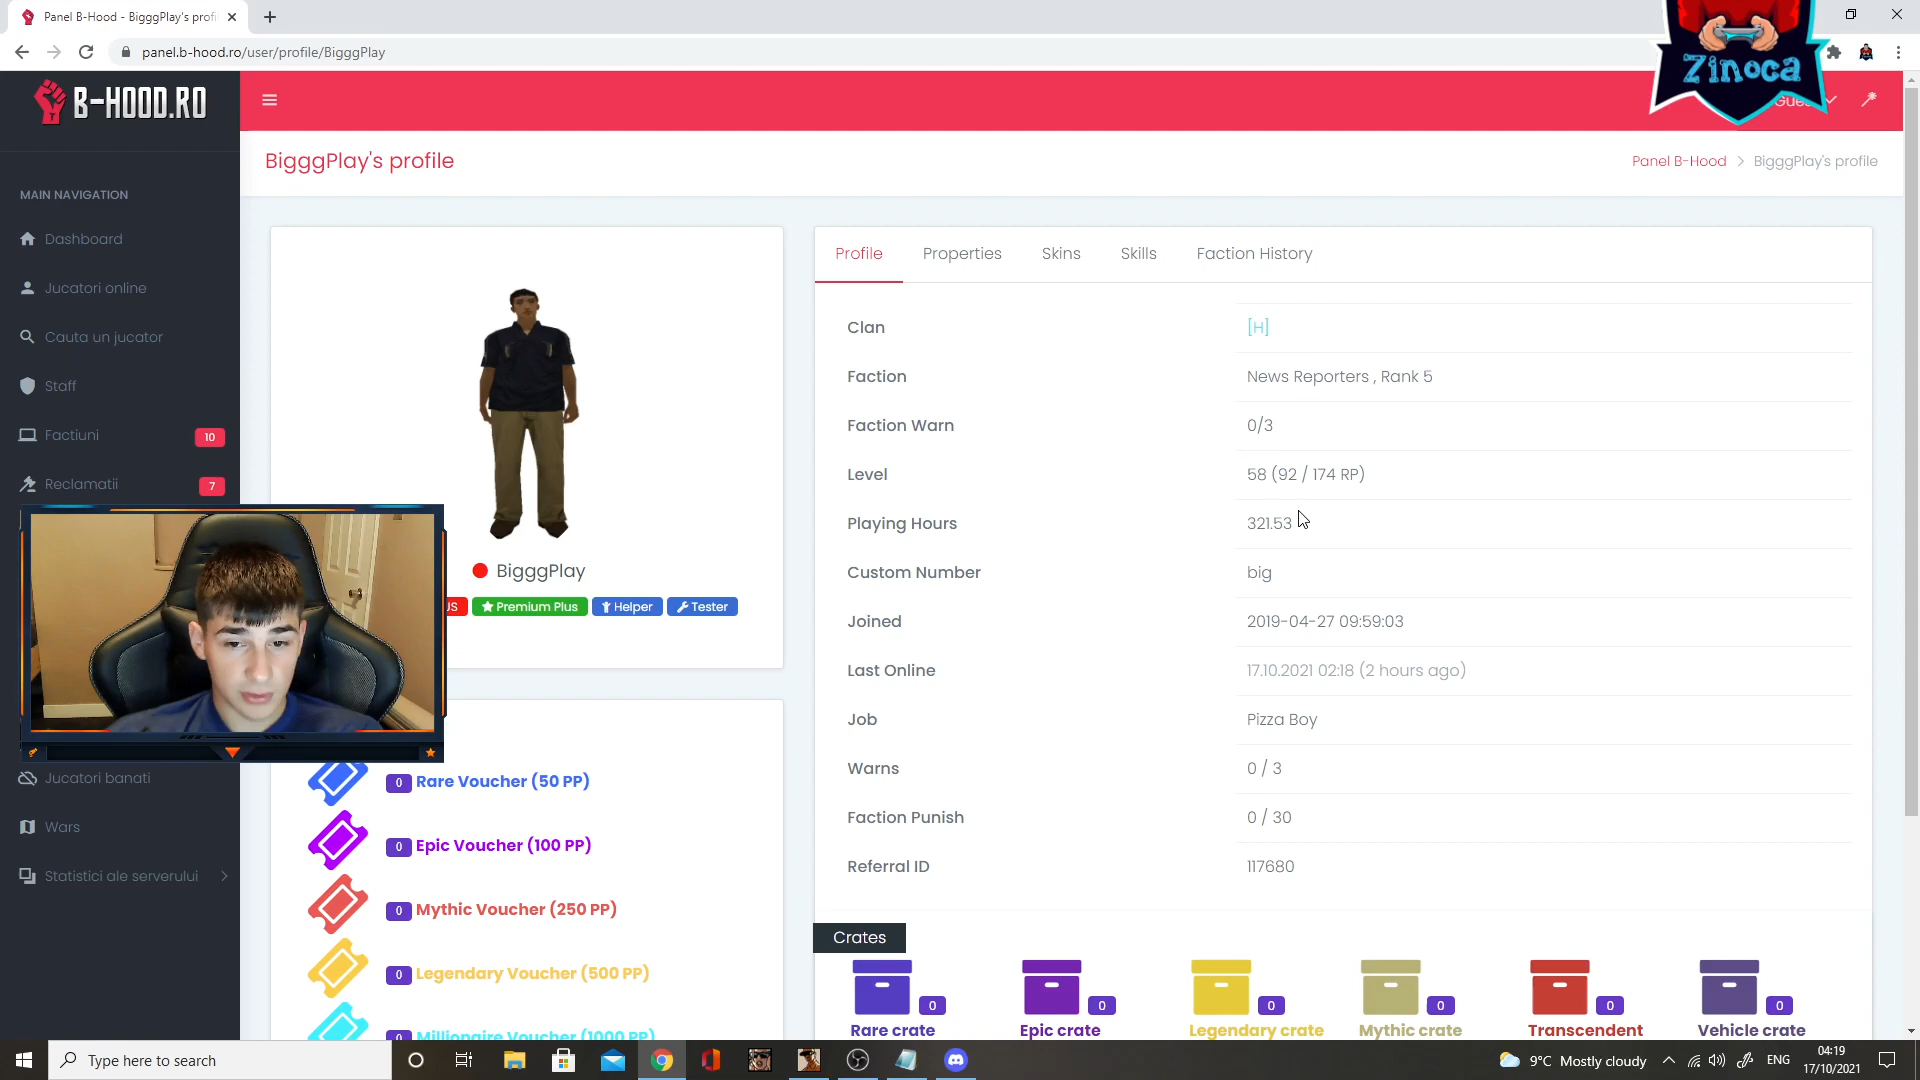 Panel B-Hood - BigggPlay's profi
panel.b-hood.ro/user/profile/BigggPlay
Zinoca
B-HOOD.RO
BigggPlay's profile
Panel B-Hood > BigggPlay's profile
MAIN NAVIGATION
Dashboard
Jucatori online
Cauta un jucator
Staff
Factiuni 10
Reclamatii 7
Jucatori banati
Wars
Statistici ale serverului
BigggPlay
Premium Plus Helper Tester
0 Rare Voucher (50 PP)
0 Epic Voucher (100 PP)
0 Mythic Voucher (250 PP)
0 Legendary Voucher (500 PP)
0 Millionaire Voucher (1000 PP)
Profile Properties Skins Skills Faction History
Clan [H]
Faction News Reporters , Rank 5
Faction Warn 0/3
Level 58 (92 / 174 RP)
Playing Hours 321.53
Custom Number big
Joined 2019-04-27 09:59:03
Last Online 17.10.2021 02:18 (2 hours ago)
Job Pizza Boy
Warns 0 / 3
Faction Punish 0 / 30
Referral ID 117680
Crates
0 0 0 0 0 0
Rare crate Epic crate Legendary crate Mythic crate Transcendent Vehicle crate
Type here to search
9°C Mostly cloudy
ENG
04:19
17/10/2021